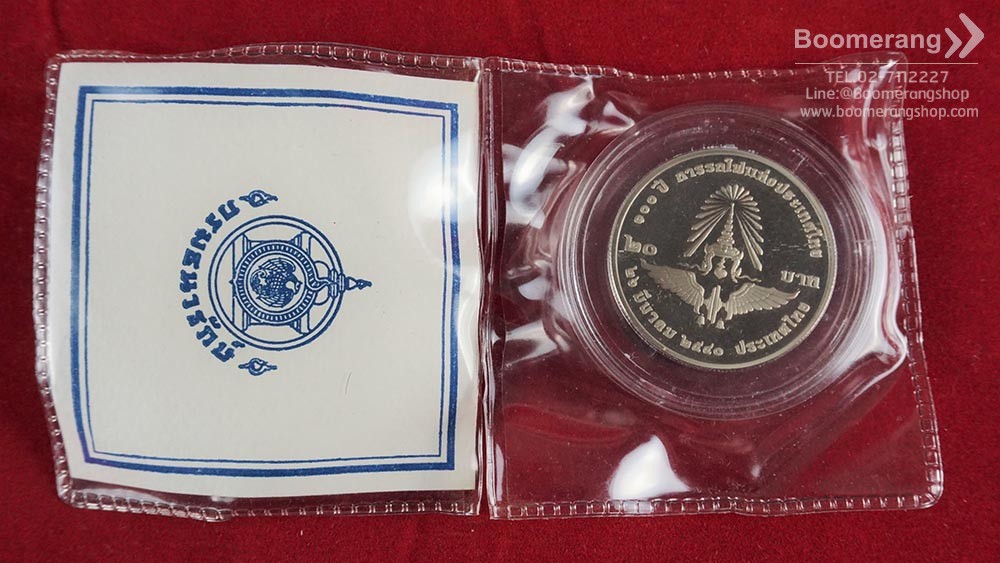 Boomerang
TEL.02-7112227
Line:@Boomerangshop
www.boomerangshop.com
กรมธนารักษ์
๑๐๐ ปี การรถไฟแห่งประเทศไทย
๒๐
บาท
๒๖ มีนาคม ๒๕๔๐ ประเทศไทย